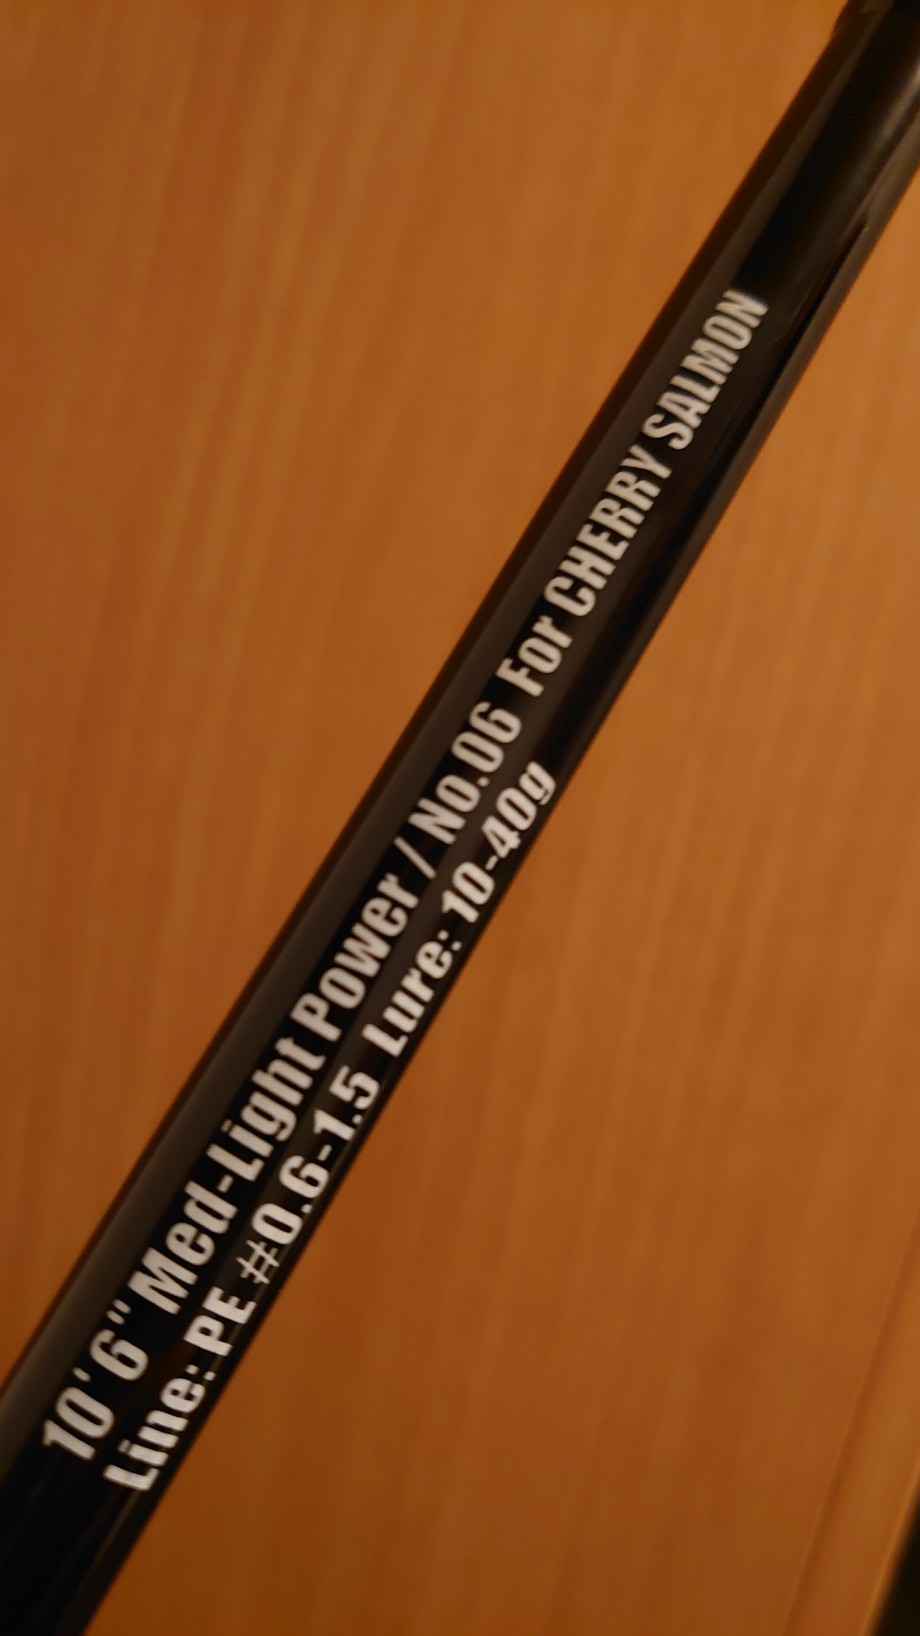 10'6" Med-Light Power / No.06 For CHERRY SALMON
Line: PE #0.6-1.5 Lure: 10-40g